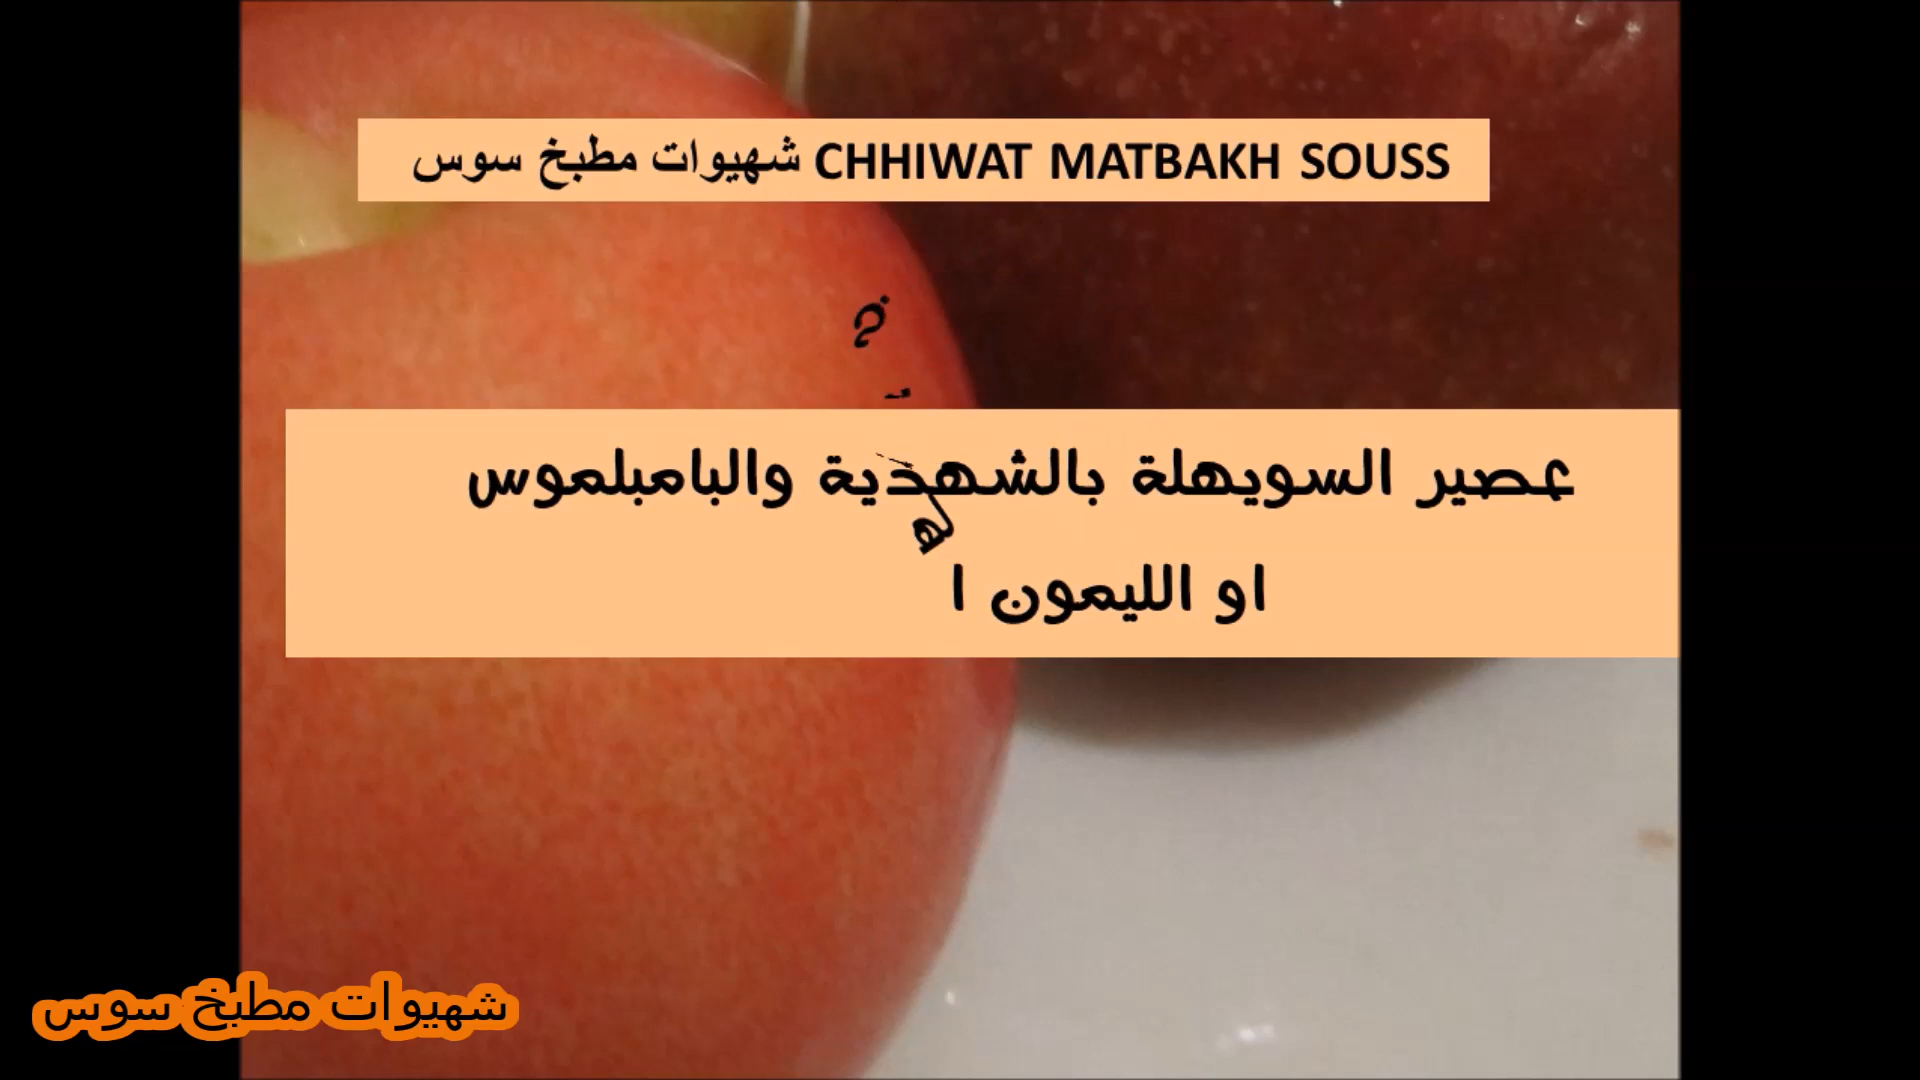 شهيوات مطبخ سوس CHHIWAT MATBAKH SOUSS
عصير السويهلة بالشهدية والبامبلموس
او الليمون ا
شهيوات مطبخ سوس